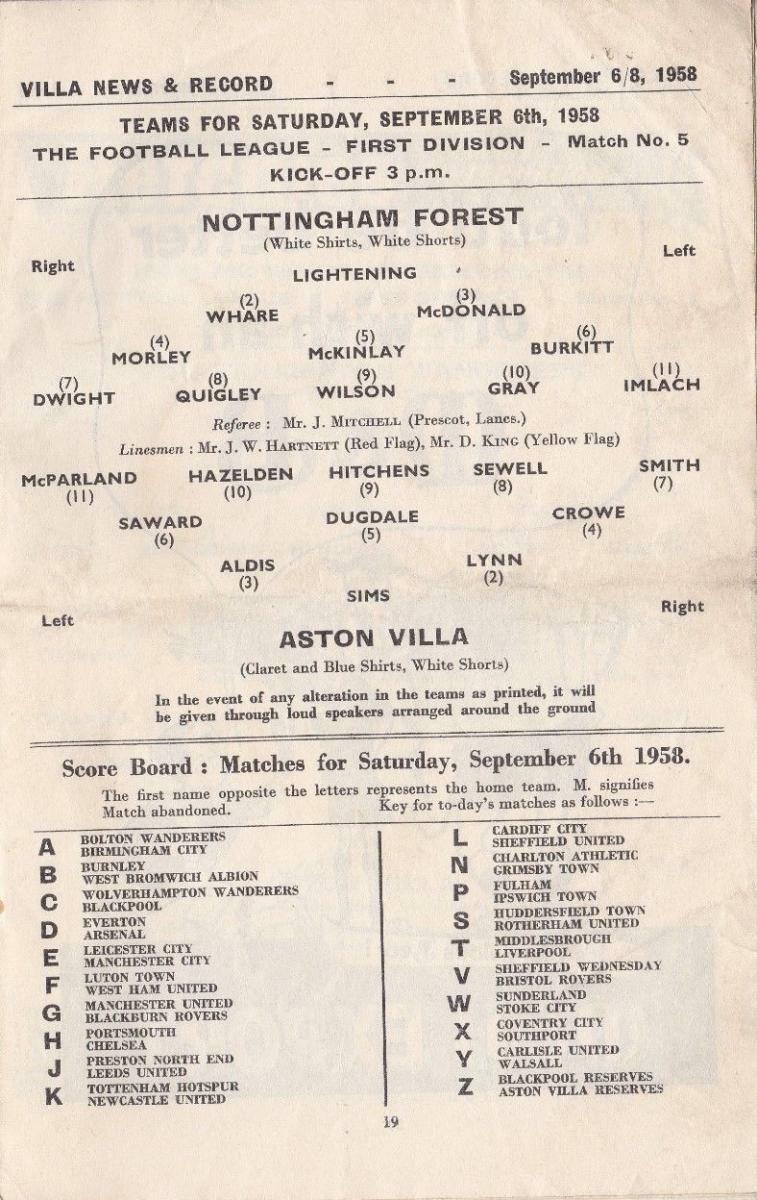 VILLA NEWS & RECORD - - - September 6/8, 1958
TEAMS FOR SATURDAY, SEPTEMBER 6th, 1958
THE FOOTBALL LEAGUE - FIRST DIVISION - Match No. 5
KICK-OFF 3 p.m.
NOTTINGHAM FOREST
(White Shirts, White Shorts)
Right Left
LIGHTENING
(2) (3)
WHARE McDONALD
(4) (5) (6)
MORLEY McKINLAY BURKITT
(7) (8) (9) (10) (11)
DWIGHT QUIGLEY WILSON GRAY IMLACH
Referee : Mr. J. MITCHELL (Prescot, Lancs.)
Linesmen : Mr. J. W. HARTNETT (Red Flag), Mr. D. KING (Yellow Flag)
McPARLAND HAZELDEN HITCHENS SEWELL SMITH
(11) (10) (9) (8) (7)
SAWARD DUGDALE CROWE
(6) (5) (4)
ALDIS LYNN
(3) (2)
SIMS
Left Right
ASTON VILLA
(Claret and Blue Shirts, White Shorts)
In the event of any alteration in the teams as printed, it will
be given through loud speakers arranged around the ground
Score Board : Matches for Saturday, September 6th 1958.
The first name opposite the letters represents the home team. M. signifies
Match abandoned. Key for to-day's matches as follows :—
A BOLTON WANDERERS
BIRMINGHAM CITY
B BURNLEY
WEST BROMWICH ALBION
C WOLVERHAMPTON WANDERERS
BLACKPOOL
D EVERTON
ARSENAL
E LEICESTER CITY
MANCHESTER CITY
F LUTON TOWN
WEST HAM UNITED
G MANCHESTER UNITED
BLACKBURN ROVERS
H PORTSMOUTH
CHELSEA
J PRESTON NORTH END
LEEDS UNITED
K TOTTENHAM HOTSPUR
NEWCASTLE UNITED
L CARDIFF CITY
SHEFFIELD UNITED
N CHARLTON ATHLETIC
GRIMSBY TOWN
P FULHAM
IPSWICH TOWN
S HUDDERSFIELD TOWN
ROTHERHAM UNITED
T MIDDLESBROUGH
LIVERPOOL
V SHEFFIELD WEDNESDAY
BRISTOL ROVERS
W SUNDERLAND
STOKE CITY
X COVENTRY CITY
SOUTHPORT
Y CARLISLE UNITED
WALSALL
Z BLACKPOOL RESERVES
ASTON VILLA RESERVES
19